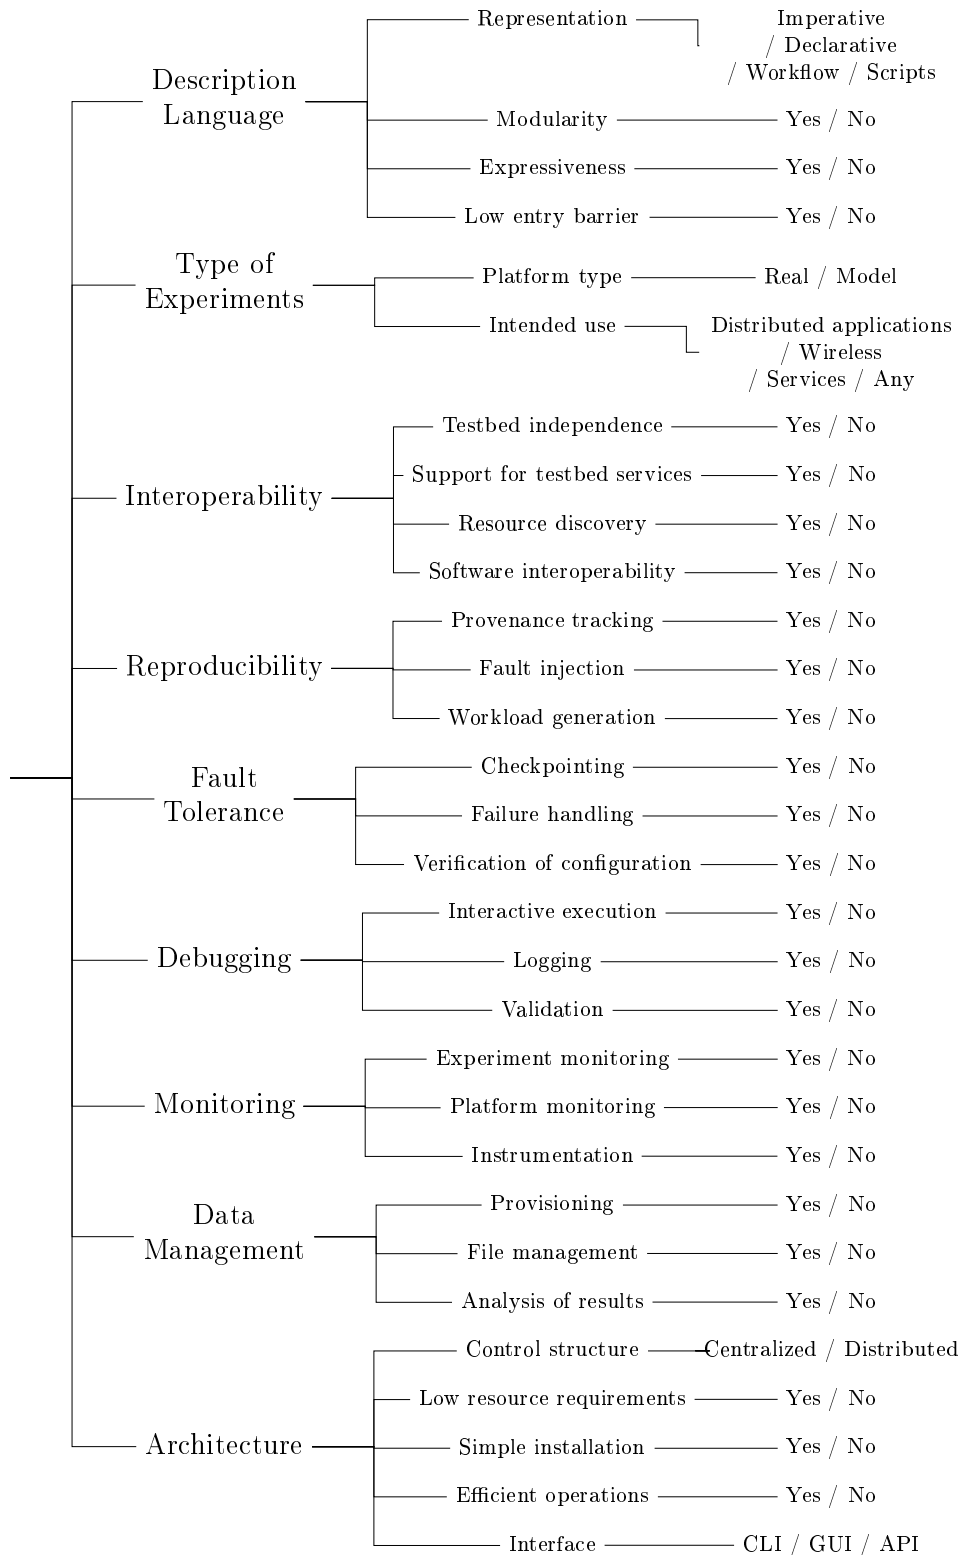 Representation
Imperative
/ Declarative
/ Workflow / Scripts
Description
Language
Modularity
Yes / No
Expressiveness
Yes / No
Low entry barrier
Yes / No
Type of
Experiments
Platform type
Real / Model
Intended use
Distributed applications
/ Wireless
/ Services / Any
Interoperability
Testbed independence
Yes / No
Support for testbed services
Yes / No
Resource discovery
Yes / No
Software interoperability
Yes / No
Reproducibility
Provenance tracking
Yes / No
Fault injection
Yes / No
Workload generation
Yes / No
Fault
Tolerance
Checkpointing
Yes / No
Failure handling
Yes / No
Verification of configuration
Yes / No
Debugging
Interactive execution
Yes / No
Logging
Yes / No
Validation
Yes / No
Monitoring
Experiment monitoring
Yes / No
Platform monitoring
Yes / No
Instrumentation
Yes / No
Data
Management
Provisioning
Yes / No
File management
Yes / No
Analysis of results
Yes / No
Architecture
Control structure
Centralized / Distributed
Low resource requirements
Yes / No
Simple installation
Yes / No
Efficient operations
Yes / No
Interface
CLI / GUI / API